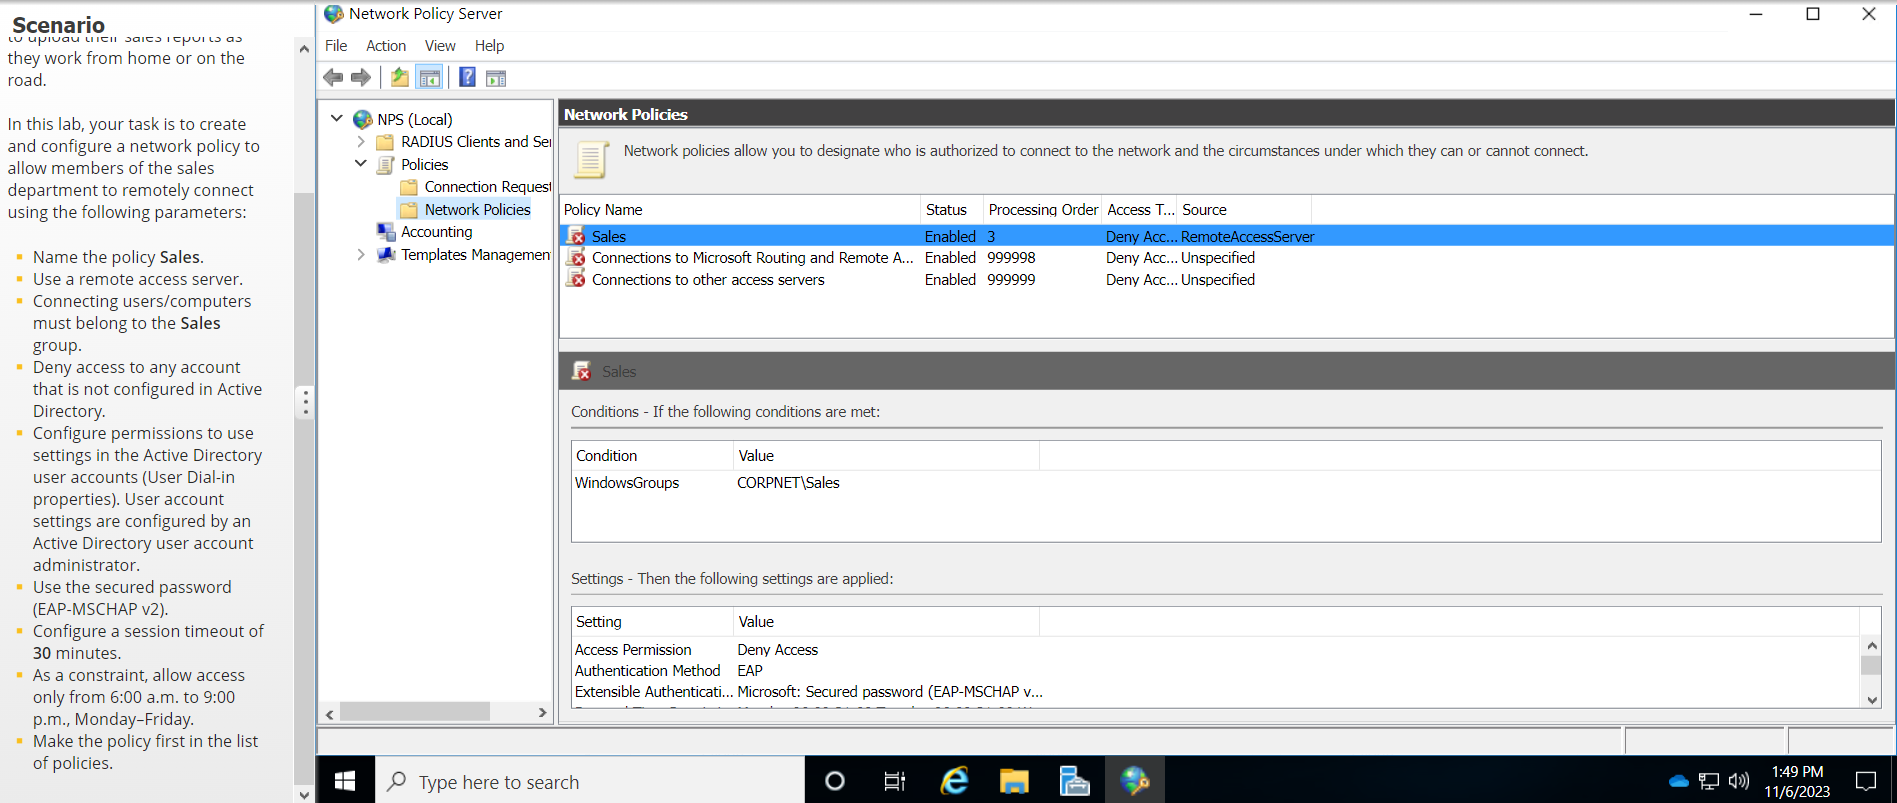 Scenario
to upload their sales reports as
they work from home or on the
road.
In this lab, your task is to create
and configure a network policy to
allow members of the sales
department to remotely connect
using the following parameters:
Name the policy Sales.
Use a remote access server.
Connecting users/computers
must belong to the Sales
group.
Deny access to any account
that is not configured in Active
Directory.
Configure permissions to use
settings in the Active Directory
user accounts (User Dial-in
properties). User account
settings are configured by an
Active Directory user account
administrator.
Use the secured password
(EAP-MSCHAP v2).
Configure a session timeout of
30 minutes.
As a constraint, allow access
only from 6:00 a.m. to 9:00
p.m., Monday–Friday.
Make the policy first in the list
of policies.
Network Policy Server
File Action View Help
NPS (Local)
RADIUS Clients and Ser
Policies
Connection Request
Network Policies
Accounting
Templates Management
Network Policies
Network policies allow you to designate who is authorized to connect to the network and the circumstances under which they can or cannot connect.
Policy Name Status Processing Order Access T... Source
Sales Enabled 3 Deny Acc... RemoteAccessServer
Connections to Microsoft Routing and Remote A... Enabled 999998 Deny Acc... Unspecified
Connections to other access servers Enabled 999999 Deny Acc... Unspecified
Sales
Conditions - If the following conditions are met:
Condition Value
WindowsGroups CORPNET\Sales
Settings - Then the following settings are applied:
Setting Value
Access Permission Deny Access
Authentication Method EAP
Extensible Authenticati... Microsoft: Secured password (EAP-MSCHAP v...
Type here to search
1:49 PM
11/6/2023